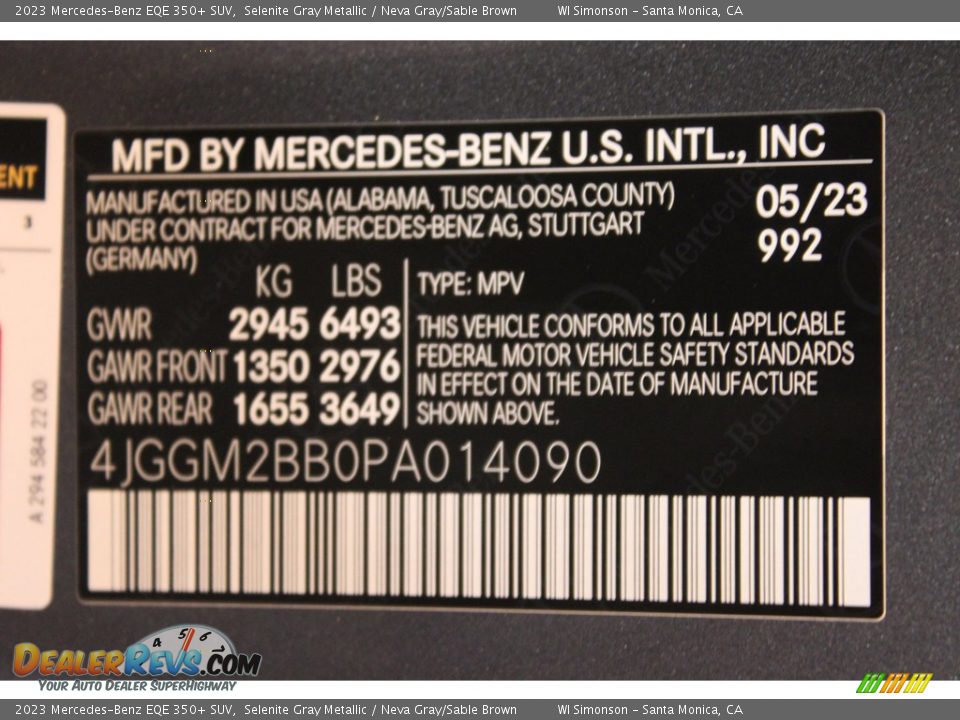 2023 Mercedes-Benz EQE 350+ SUV, Selenite Gray Metallic / Neva Gray/Sable Brown WI Simonson - Santa Monica, CA
ENT
3
A 294 584 22 00
MFD BY MERCEDES-BENZ U.S. INTL., INC
MANUFACTURED IN USA (ALABAMA, TUSCALOOSA COUNTY) 05/23
UNDER CONTRACT FOR MERCEDES-BENZ AG, STUTTGART 992
(GERMANY)
KG LBS TYPE: MPV
GVWR 2945 6493 THIS VEHICLE CONFORMS TO ALL APPLICABLE
GAWR FRONT 1350 2976 FEDERAL MOTOR VEHICLE SAFETY STANDARDS
IN EFFECT ON THE DATE OF MANUFACTURE
GAWR REAR 1655 3649 SHOWN ABOVE.
4JGGM2BB0PA014090
4 5 6
DEALERREVS.COM
YOUR AUTO DEALER SUPERHIGHWAY
2023 Mercedes-Benz EQE 350+ SUV, Selenite Gray Metallic / Neva Gray/Sable Brown WI Simonson - Santa Monica, CA